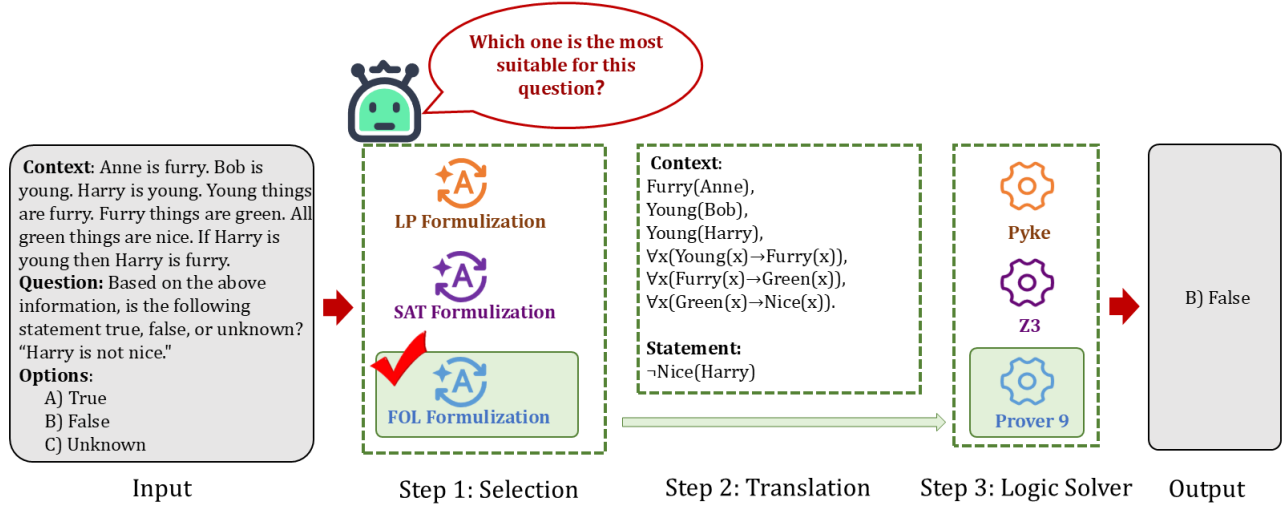 Which one is the most
suitable for this
question?
Context: Anne is furry. Bob is
young. Harry is young. Young things
are furry. Furry things are green. All
green things are nice. If Harry is
young then Harry is furry.
Question: Based on the above
information, is the following
statement true, false, or unknown?
“Harry is not nice."
Options:
A) True
B) False
C) Unknown
Input
A
LP Formulization
A
SAT Formulization
A
FOL Formulization
Step 1: Selection
Context:
Furry(Anne),
Young(Bob),
Young(Harry),
∀x(Young(x)→Furry(x)),
∀x(Furry(x)→Green(x)),
∀x(Green(x)→Nice(x)).
Statement:
¬Nice(Harry)
Step 2: Translation
Pyke
Z3
Prover 9
Step 3: Logic Solver
B) False
Output